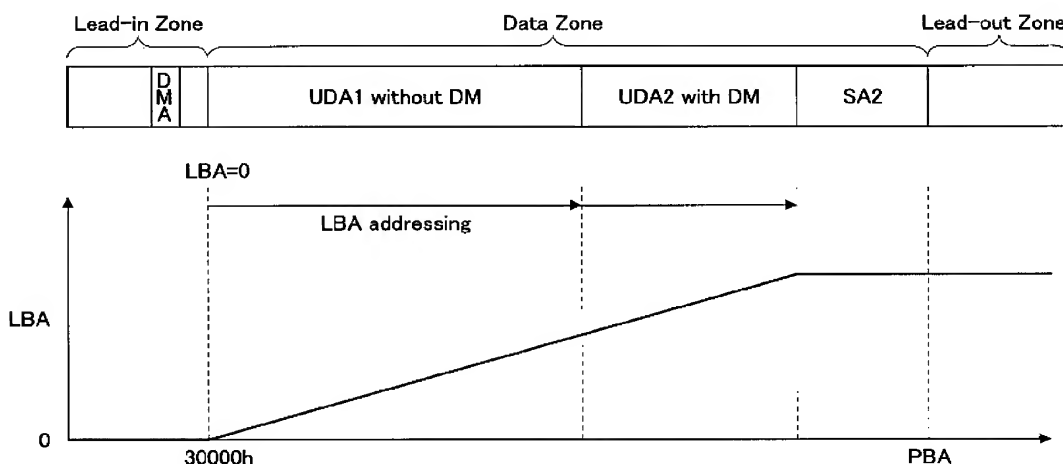 Lead-in Zone Data Zone Lead-out Zone
DMA UDA1 without DM UDA2 with DM SA2
LBA=0
LBA addressing
LBA
0
30000h PBA